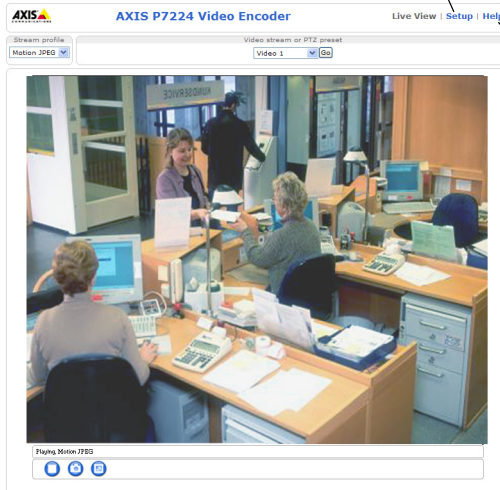 AXIS
COMMUNICATIONS
AXIS P7224 Video Encoder
Live View | Setup | Help
Stream profile
Motion JPEG
Video stream or PTZ preset
Video 1
Go
KUNDSERVICE
Playing, Motion JPEG